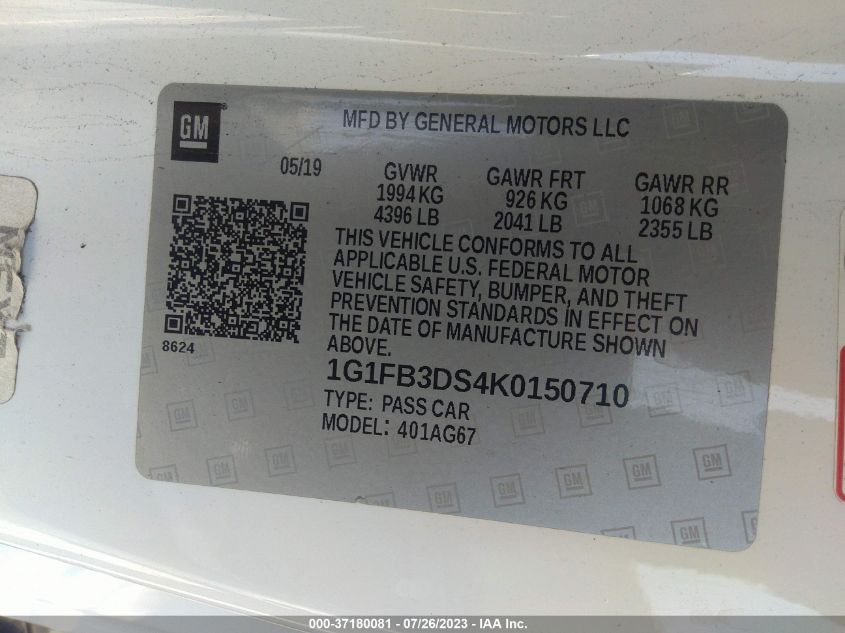 GM
MFD BY GENERAL MOTORS LLC
05/19
GVWR
1994 KG
4396 LB
GAWR FRT
926 KG
2041 LB
GAWR RR
1068 KG
2355 LB
THIS VEHICLE CONFORMS TO ALL
APPLICABLE U.S. FEDERAL MOTOR
VEHICLE SAFETY, BUMPER, AND THEFT
PREVENTION STANDARDS IN EFFECT ON
THE DATE OF MANUFACTURE SHOWN
ABOVE.
8624
1G1FB3DS4K0150710
TYPE: PASS CAR
MODEL: 401AG67
000-37180081 - 07/26/2023 - IAA Inc.